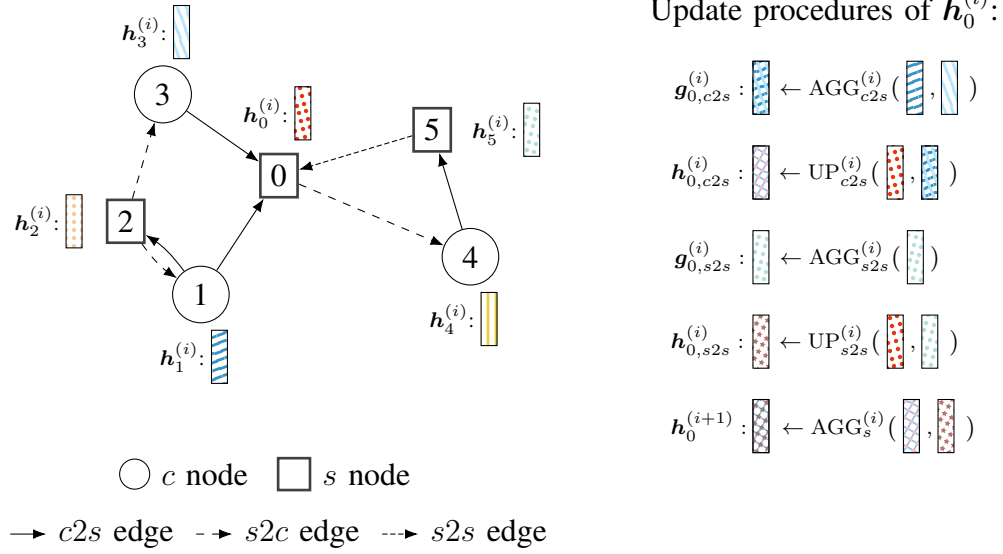 Update procedures of h_0^{(i)}:
h_3^{(i)}:
3
h_0^{(i)}:
5
h_5^{(i)}:
0
h_2^{(i)}:
2
4
1
h_4^{(i)}:
h_1^{(i)}:
g_{0,c2s}^{(i)} : ← AGG_{c2s}^{(i)}( , )
h_{0,c2s}^{(i)} : ← UP_{c2s}^{(i)}( , )
g_{0,s2s}^{(i)} : ← AGG_{s2s}^{(i)}( )
h_{0,s2s}^{(i)} : ← UP_{s2s}^{(i)}( , )
h_0^{(i+1)} : ← AGG_s^{(i)}( , )
c node s node
c2s edge s2c edge s2s edge